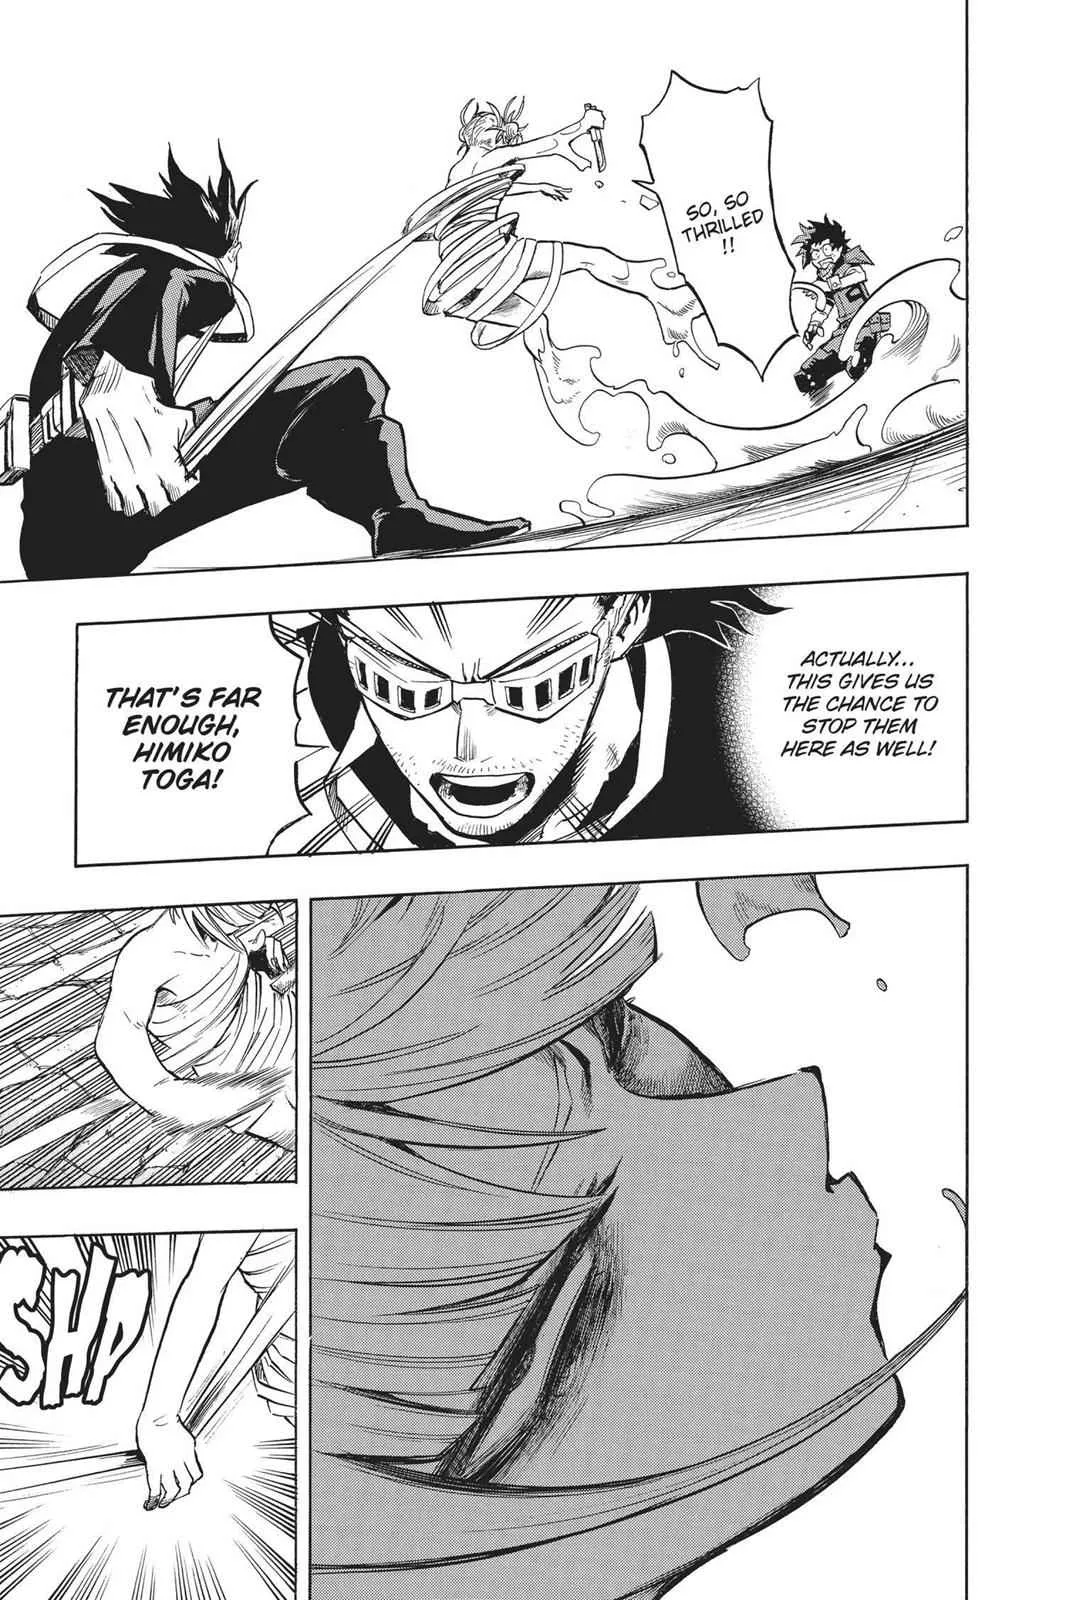 SO, SO
THRILLED
!!
ACTUALLY...
THIS GIVES US
THE CHANCE TO
STOP THEM
HERE AS WELL!
THAT'S FAR
ENOUGH,
HIMIKO
TOGA!
SHP